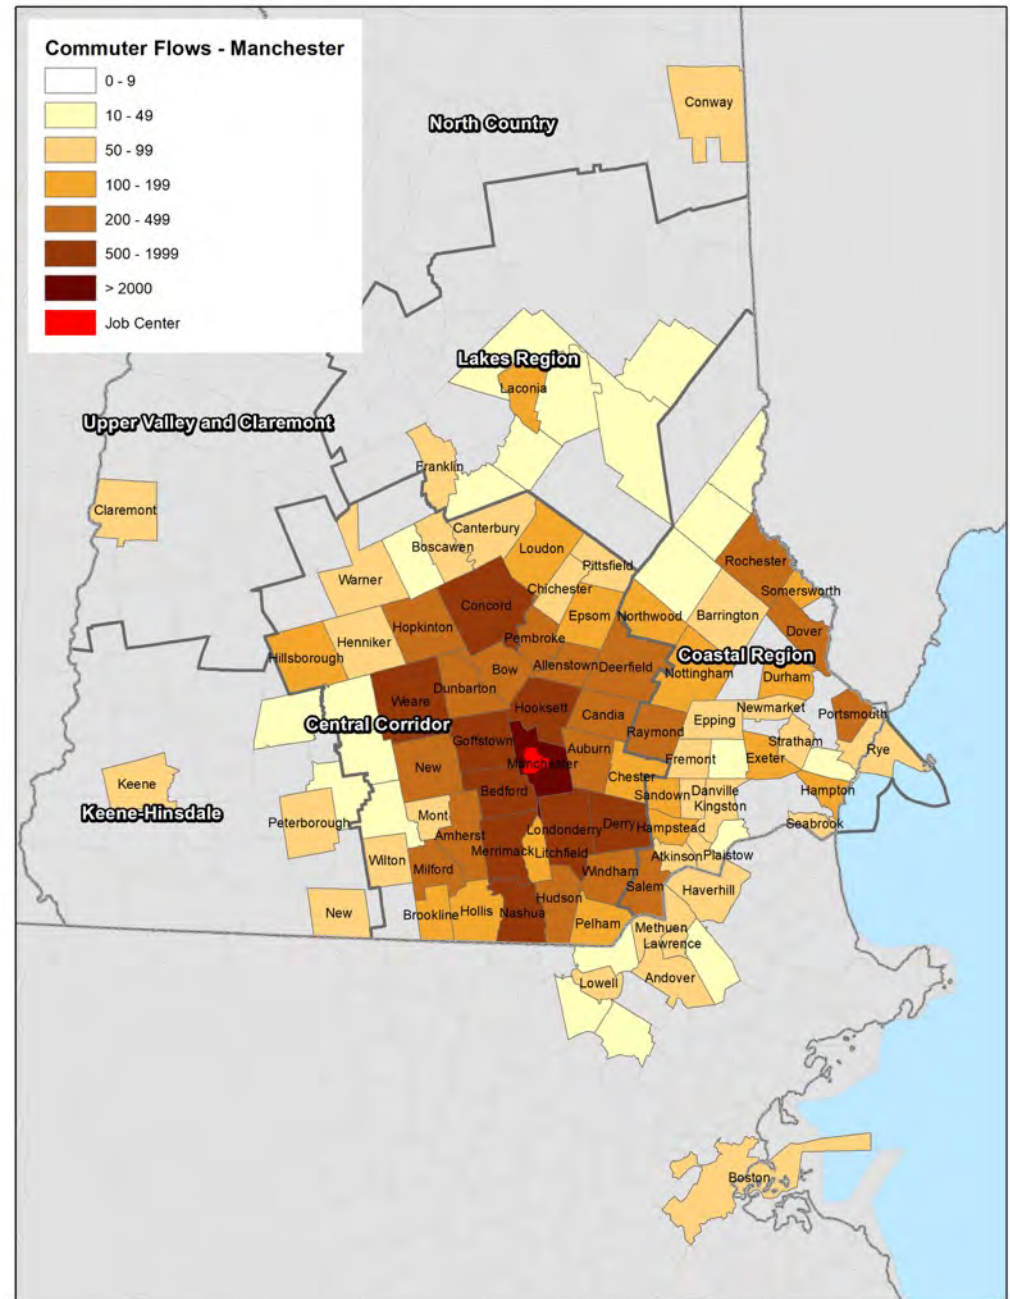 Commuter Flows - Manchester
0 - 9
10 - 49
50 - 99
100 - 199
200 - 499
500 - 1999
> 2000
Job Center
Conway
North Country
Lakes Region
Laconia
Upper Valley and Claremont
Franklin
Claremont
Canterbury
Boscawen
Loudon
Rochester
Pittsfield
Warner
Chichester
Somersworth
Concord
Epsom
Northwood
Barrington
Hopkinton
Pembroke
Dover
Henniker
Hillsborough
Coastal Region
Bow
Allenstown
Deerfield
Nottingham
Durham
Dunbarton
Weare
Hooksett
Newmarket
Candia
Portsmouth
Central Corridor
Epping
Raymond
Goffstown
Stratham
Auburn
Rye
Manchester
Fremont
Exeter
New
Chester
Keene
Bedford
Danville
Hampton
Sandown
Kingston
Keene-Hinsdale
Mont
Peterborough
Derry
Seabrook
Londonderry
Hampstead
Amherst
Merrimack
Litchfield
Atkinson
Plaistow
Wilton
Milford
Windham
Salem
Haverhill
Hudson
New
Brookline
Hollis
Nashua
Pelham
Methuen
Lawrence
Andover
Lowell
Boston